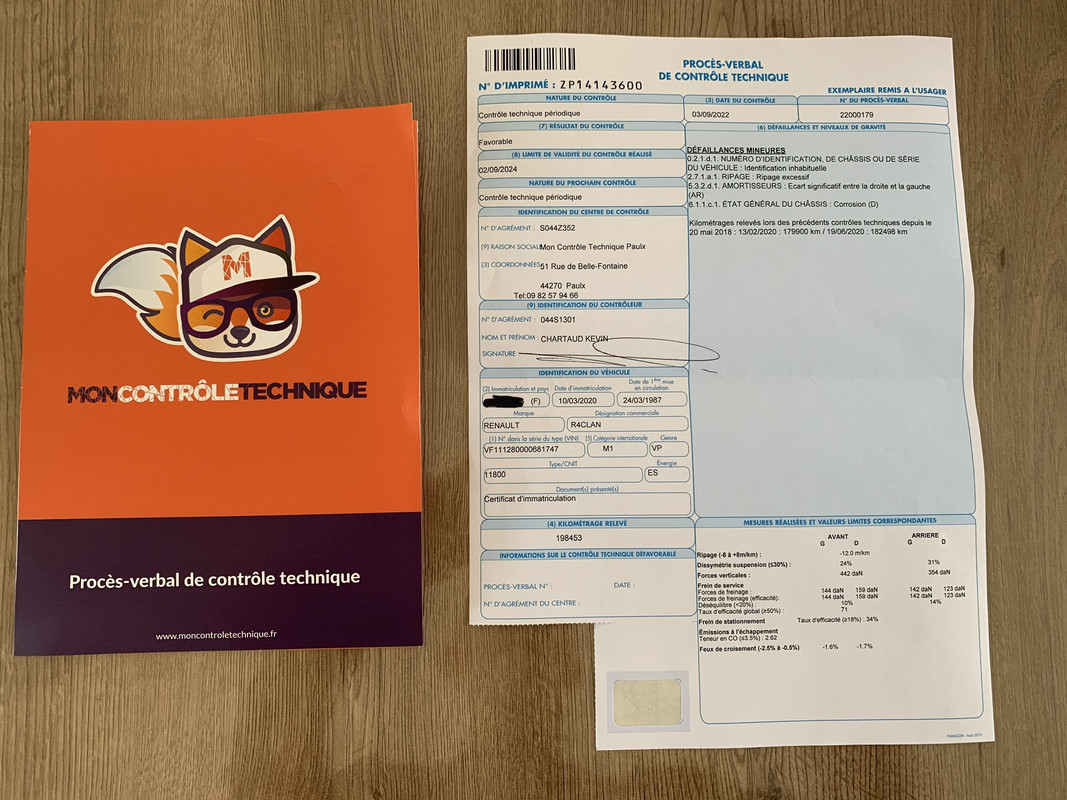 M
MONCONTRÔLETECHNIQUE
Procès-verbal de contrôle technique
www.moncontroletechnique.fr
PROCÈS-VERBAL
DE CONTRÔLE TECHNIQUE
N° D'IMPRIMÉ : ZP14143600
EXEMPLAIRE REMIS A L'USAGER
NATURE DU CONTRÔLE
Contrôle technique périodique
(3) DATE DU CONTRÔLE
03/09/2022
N° DU PROCÈS-VERBAL
22000179
(7) RÉSULTAT DU CONTRÔLE
Favorable
(8) LIMITE DE VALIDITÉ DU CONTRÔLE RÉALISÉ
02/09/2024
NATURE DU PROCHAIN CONTRÔLE
Contrôle technique périodique
IDENTIFICATION DU CENTRE DE CONTRÔLE
N° D'AGRÉMENT : S044Z352
(9) RAISON SOCIALE Mon Contrôle Technique Paulx
(3) COORDONNÉES 51 Rue de Belle-Fontaine
44270 Paulx
Tel:09 82 57 94 66
(9) IDENTIFICATION DU CONTRÔLEUR
N° D'AGRÉMENT : 044S1301
NOM ET PRÉNOM : CHARTAUD KEVIN
SIGNATURE
IDENTIFICATION DU VÉHICULE
(2) Immatriculation et pays
(F)
Date d'immatriculation
10/03/2020
Date de 1ère mise
en circulation
24/03/1987
Marque
RENAULT
Désignation commerciale
R4CLAN
(1) N° dans la série du type (VIN)
VF111280000681747
(5) Catégorie internationale
M1
Genre
VP
Type/CNIT
11800
Énergie
ES
Document(s) présenté(s)
Certificat d'immatriculation
(4) KILOMÉTRAGE RELEVÉ
198453
INFORMATIONS SUR LE CONTRÔLE TECHNIQUE DÉFAVORABLE
PROCÈS-VERBAL N° : DATE :
N° D'AGRÉMENT DU CENTRE :
(6) DÉFAILLANCES ET NIVEAUX DE GRAVITÉ
DÉFAILLANCES MINEURES
0.2.1.d.1. NUMÉRO D'IDENTIFICATION, DE CHÂSSIS OU DE SÉRIE
DU VÉHICULE : Identification inhabituelle
2.7.1.a.1. RIPAGE : Ripage excessif
5.3.2.d.1. AMORTISSEURS : Ecart significatif entre la droite et la gauche
(AR)
6.1.1.c.1. ÉTAT GÉNÉRAL DU CHÂSSIS : Corrosion (D)
Kilométrages relevés lors des précédents contrôles techniques depuis le
20 mai 2018 : 13/02/2020 : 179900 km / 19/06/2020 : 182498 km
MESURES RÉALISÉES ET VALEURS LIMITES CORRESPONDANTES
AVANT ARRIERE
G D G D
Ripage (-8 à +8m/km) : -12.0 m/km
Dissymétrie suspension (≤30%) : 24% 31%
Forces verticales : 442 daN 354 daN
Frein de service
Forces de freinage : 144 daN 159 daN 142 daN 123 daN
Forces de freinage (efficacité): 144 daN 159 daN 142 daN 123 daN
Déséquilibre (<20%) : 10% 14%
Taux d'efficacité global (≥50%) : 71
Frein de stationnement Taux d'efficacité (≥18%) : 34%
Émissions à l'échappement
Teneur en CO (≤3.5%) : 2.62
Feux de croisement (-2.5% à -0.5%) -1.6% -1.7%